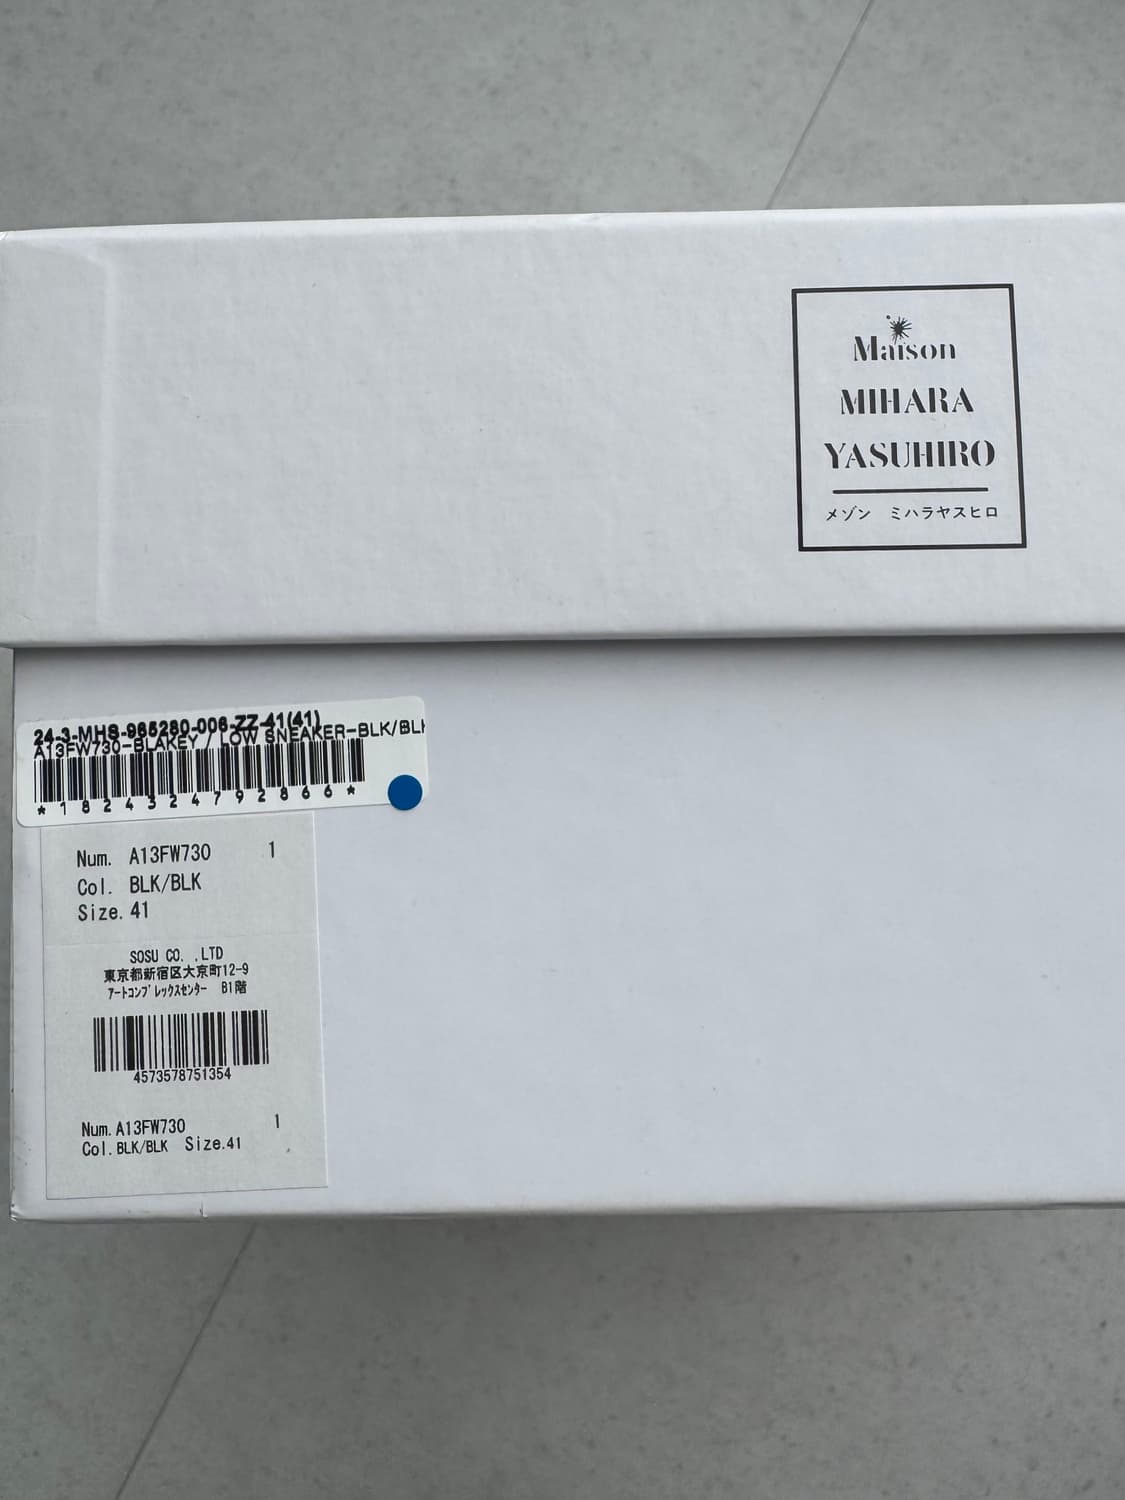 Maison
MIHARA
YASUHIRO
メゾン ミハラヤスヒロ
24-3-MHS-965280-006-ZZ-41(41)
A13FW730-BLAKEY / LOW SNEAKER-BLK/BLK
*1824324792866*
Num. A13FW730 1
Col. BLK/BLK
Size. 41
SOSU CO. ,LTD
東京都新宿区大京町12-9
ｱｰﾄｺﾝﾌﾟﾚｯｸｽｾﾝﾀｰ B1階
4573578751354
Num. A13FW730 1
Col. BLK/BLK Size. 41